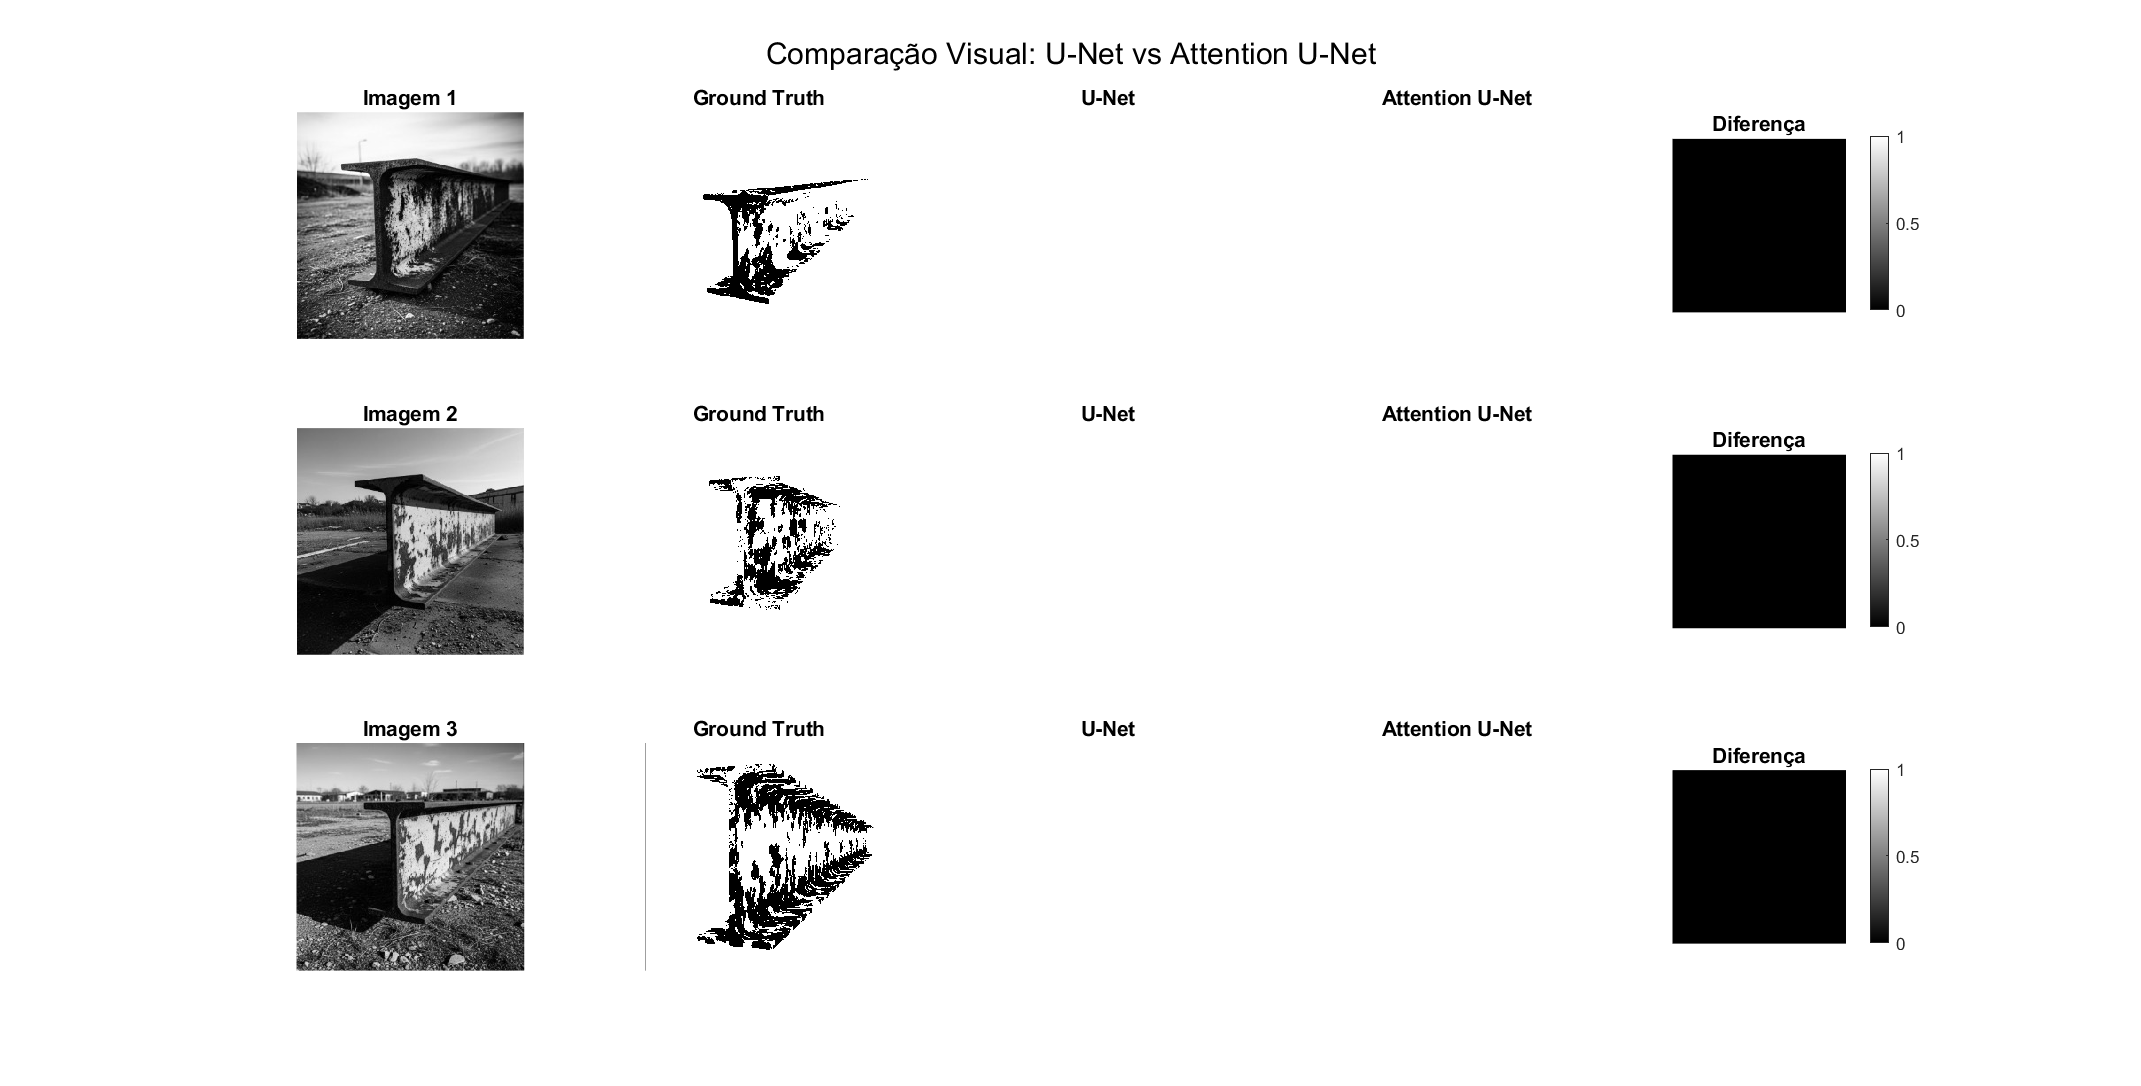 Comparação Visual: U-Net vs Attention U-Net
Imagem 1
Ground Truth
U-Net
Attention U-Net
Diferença
1
0.5
0
Imagem 2
Ground Truth
U-Net
Attention U-Net
Diferença
1
0.5
0
Imagem 3
Ground Truth
U-Net
Attention U-Net
Diferença
1
0.5
0